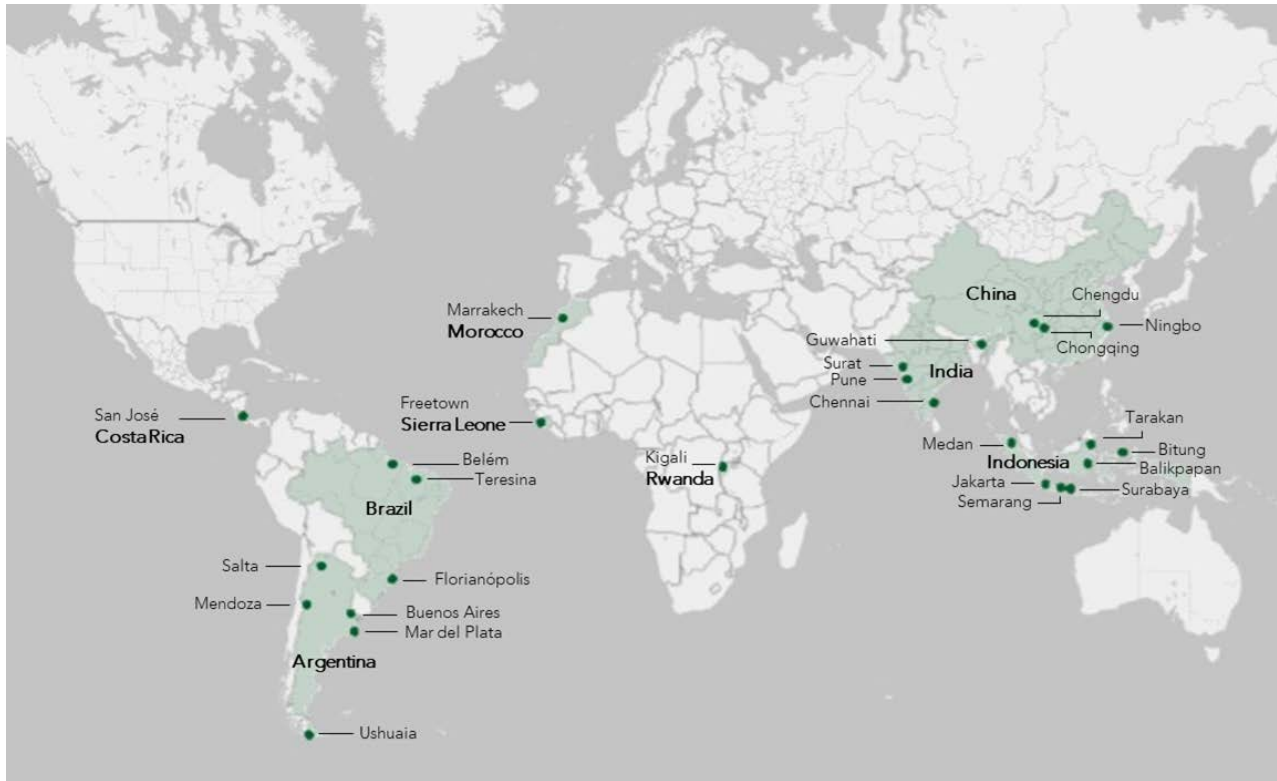 China
Chengdu
Marrakech
Morocco
Ningbo
Guwahati
Chongqing
Surat
India
Pune
Chennai
San José
Costa Rica
Freetown
Sierra Leone
Tarakan
Medan
Bitung
Kigali
Indonesia
Belém
Balikpapan
Rwanda
Teresina
Jakarta
Surabaya
Semarang
Brazil
Salta
Florianópolis
Mendoza
Buenos Aires
Mar del Plata
Argentina
Ushuaia